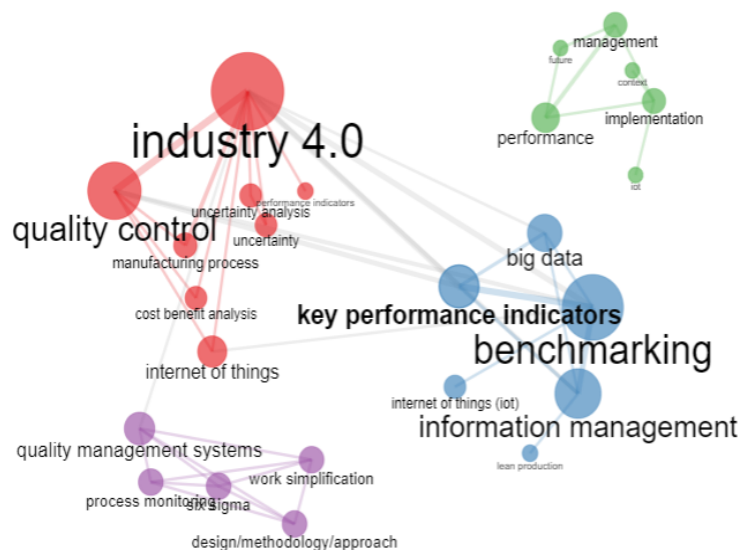 management
future
context
implementation
performance
iot
industry 4.0
performance indicators
uncertainty analysis
quality control
uncertainty
manufacturing process
cost benefit analysis
internet of things
big data
key performance indicators
benchmarking
internet of things (iot)
information management
lean production
quality management systems
work simplification
process monitoring
six sigma
design/methodology/approach